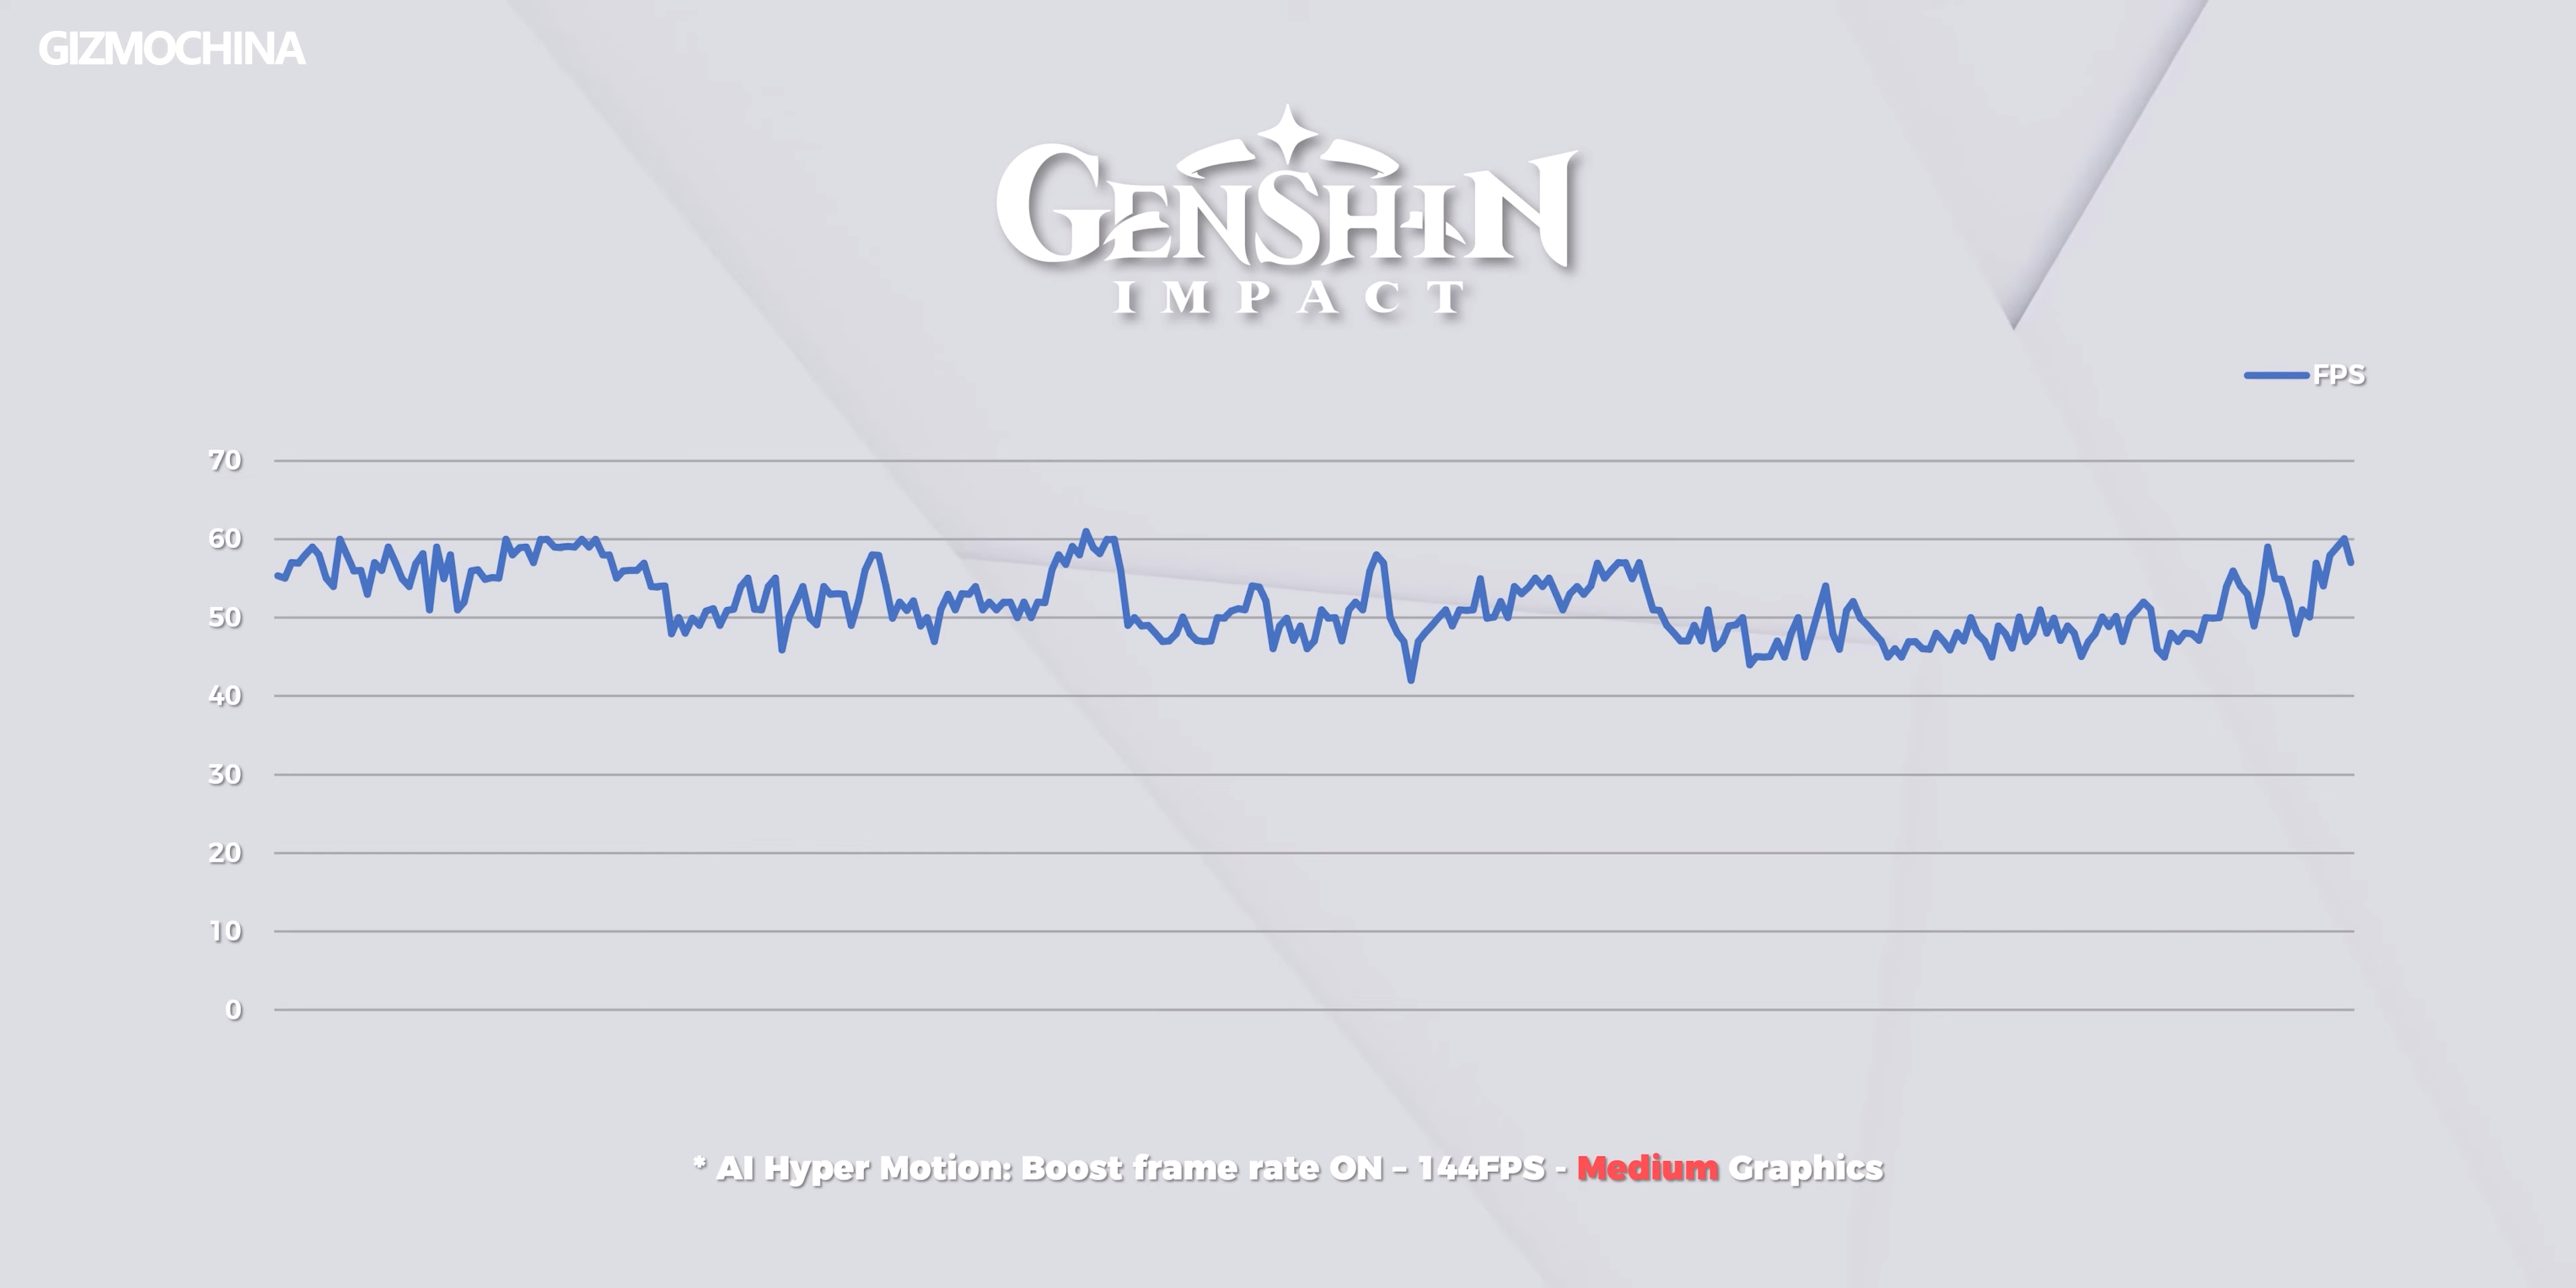 GIZMOCHINA
GENSHIN
IMPACT
FPS
70
60
50
40
30
20
10
0
* AI Hyper Motion: Boost frame rate ON – 144FPS - Medium Graphics